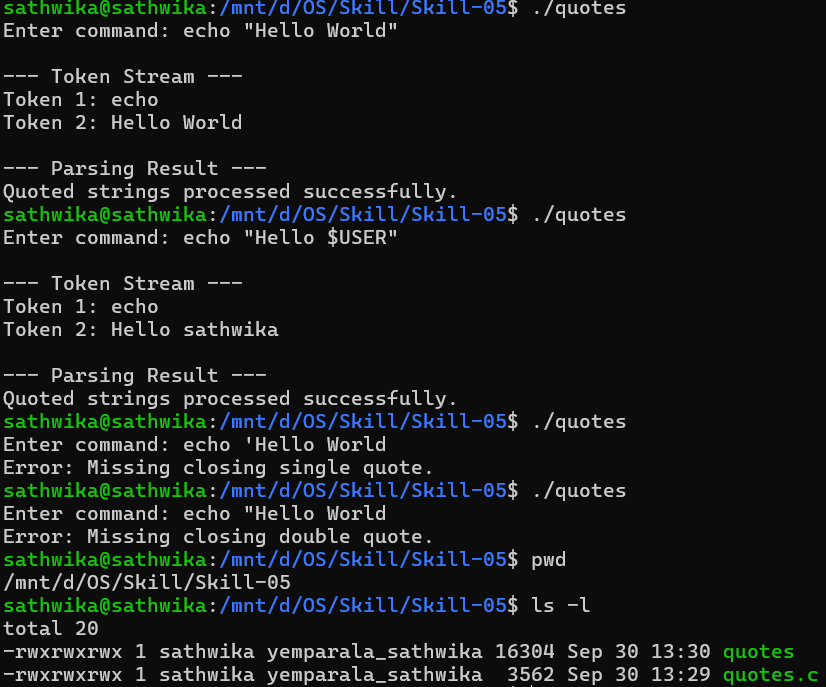 sathwika@sathwika:/mnt/d/OS/Skill/Skill-05$ ./quotes
Enter command: echo "Hello World"
--- Token Stream ---
Token 1: echo
Token 2: Hello World
--- Parsing Result ---
Quoted strings processed successfully.
sathwika@sathwika:/mnt/d/OS/Skill/Skill-05$ ./quotes
Enter command: echo "Hello $USER"
--- Token Stream ---
Token 1: echo
Token 2: Hello sathwika
--- Parsing Result ---
Quoted strings processed successfully.
sathwika@sathwika:/mnt/d/OS/Skill/Skill-05$ ./quotes
Enter command: echo 'Hello World
Error: Missing closing single quote.
sathwika@sathwika:/mnt/d/OS/Skill/Skill-05$ ./quotes
Enter command: echo "Hello World
Error: Missing closing double quote.
sathwika@sathwika:/mnt/d/OS/Skill/Skill-05$ pwd
/mnt/d/OS/Skill/Skill-05
sathwika@sathwika:/mnt/d/OS/Skill/Skill-05$ ls -l
total 20
-rwxrwxrwx 1 sathwika yemparala_sathwika 16304 Sep 30 13:30 quotes
-rwxrwxrwx 1 sathwika yemparala_sathwika  3562 Sep 30 13:29 quotes.c